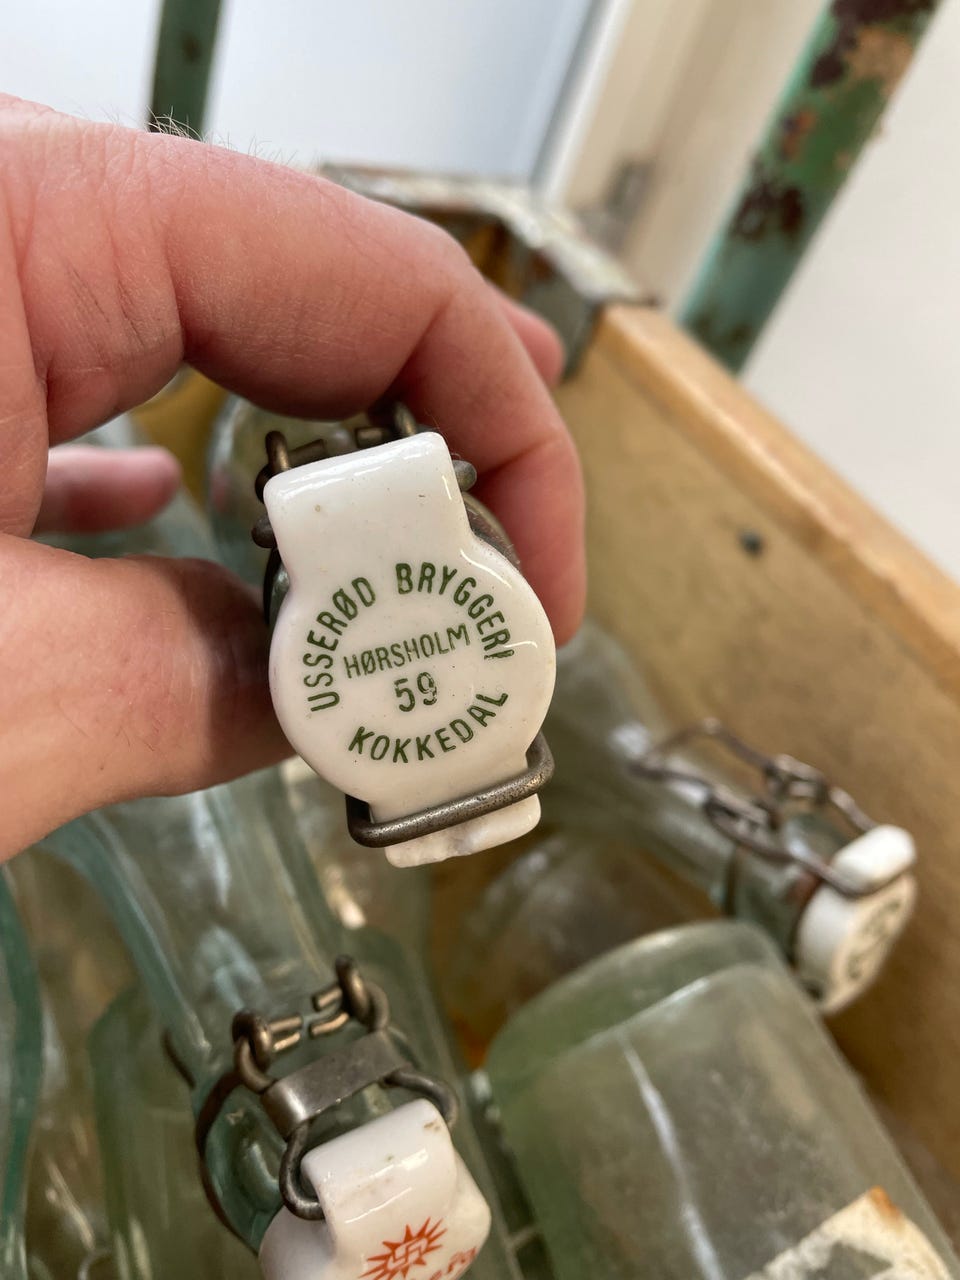 USSERØD BRYGGERI
HØRSHOLM
59
KOKKEDAL